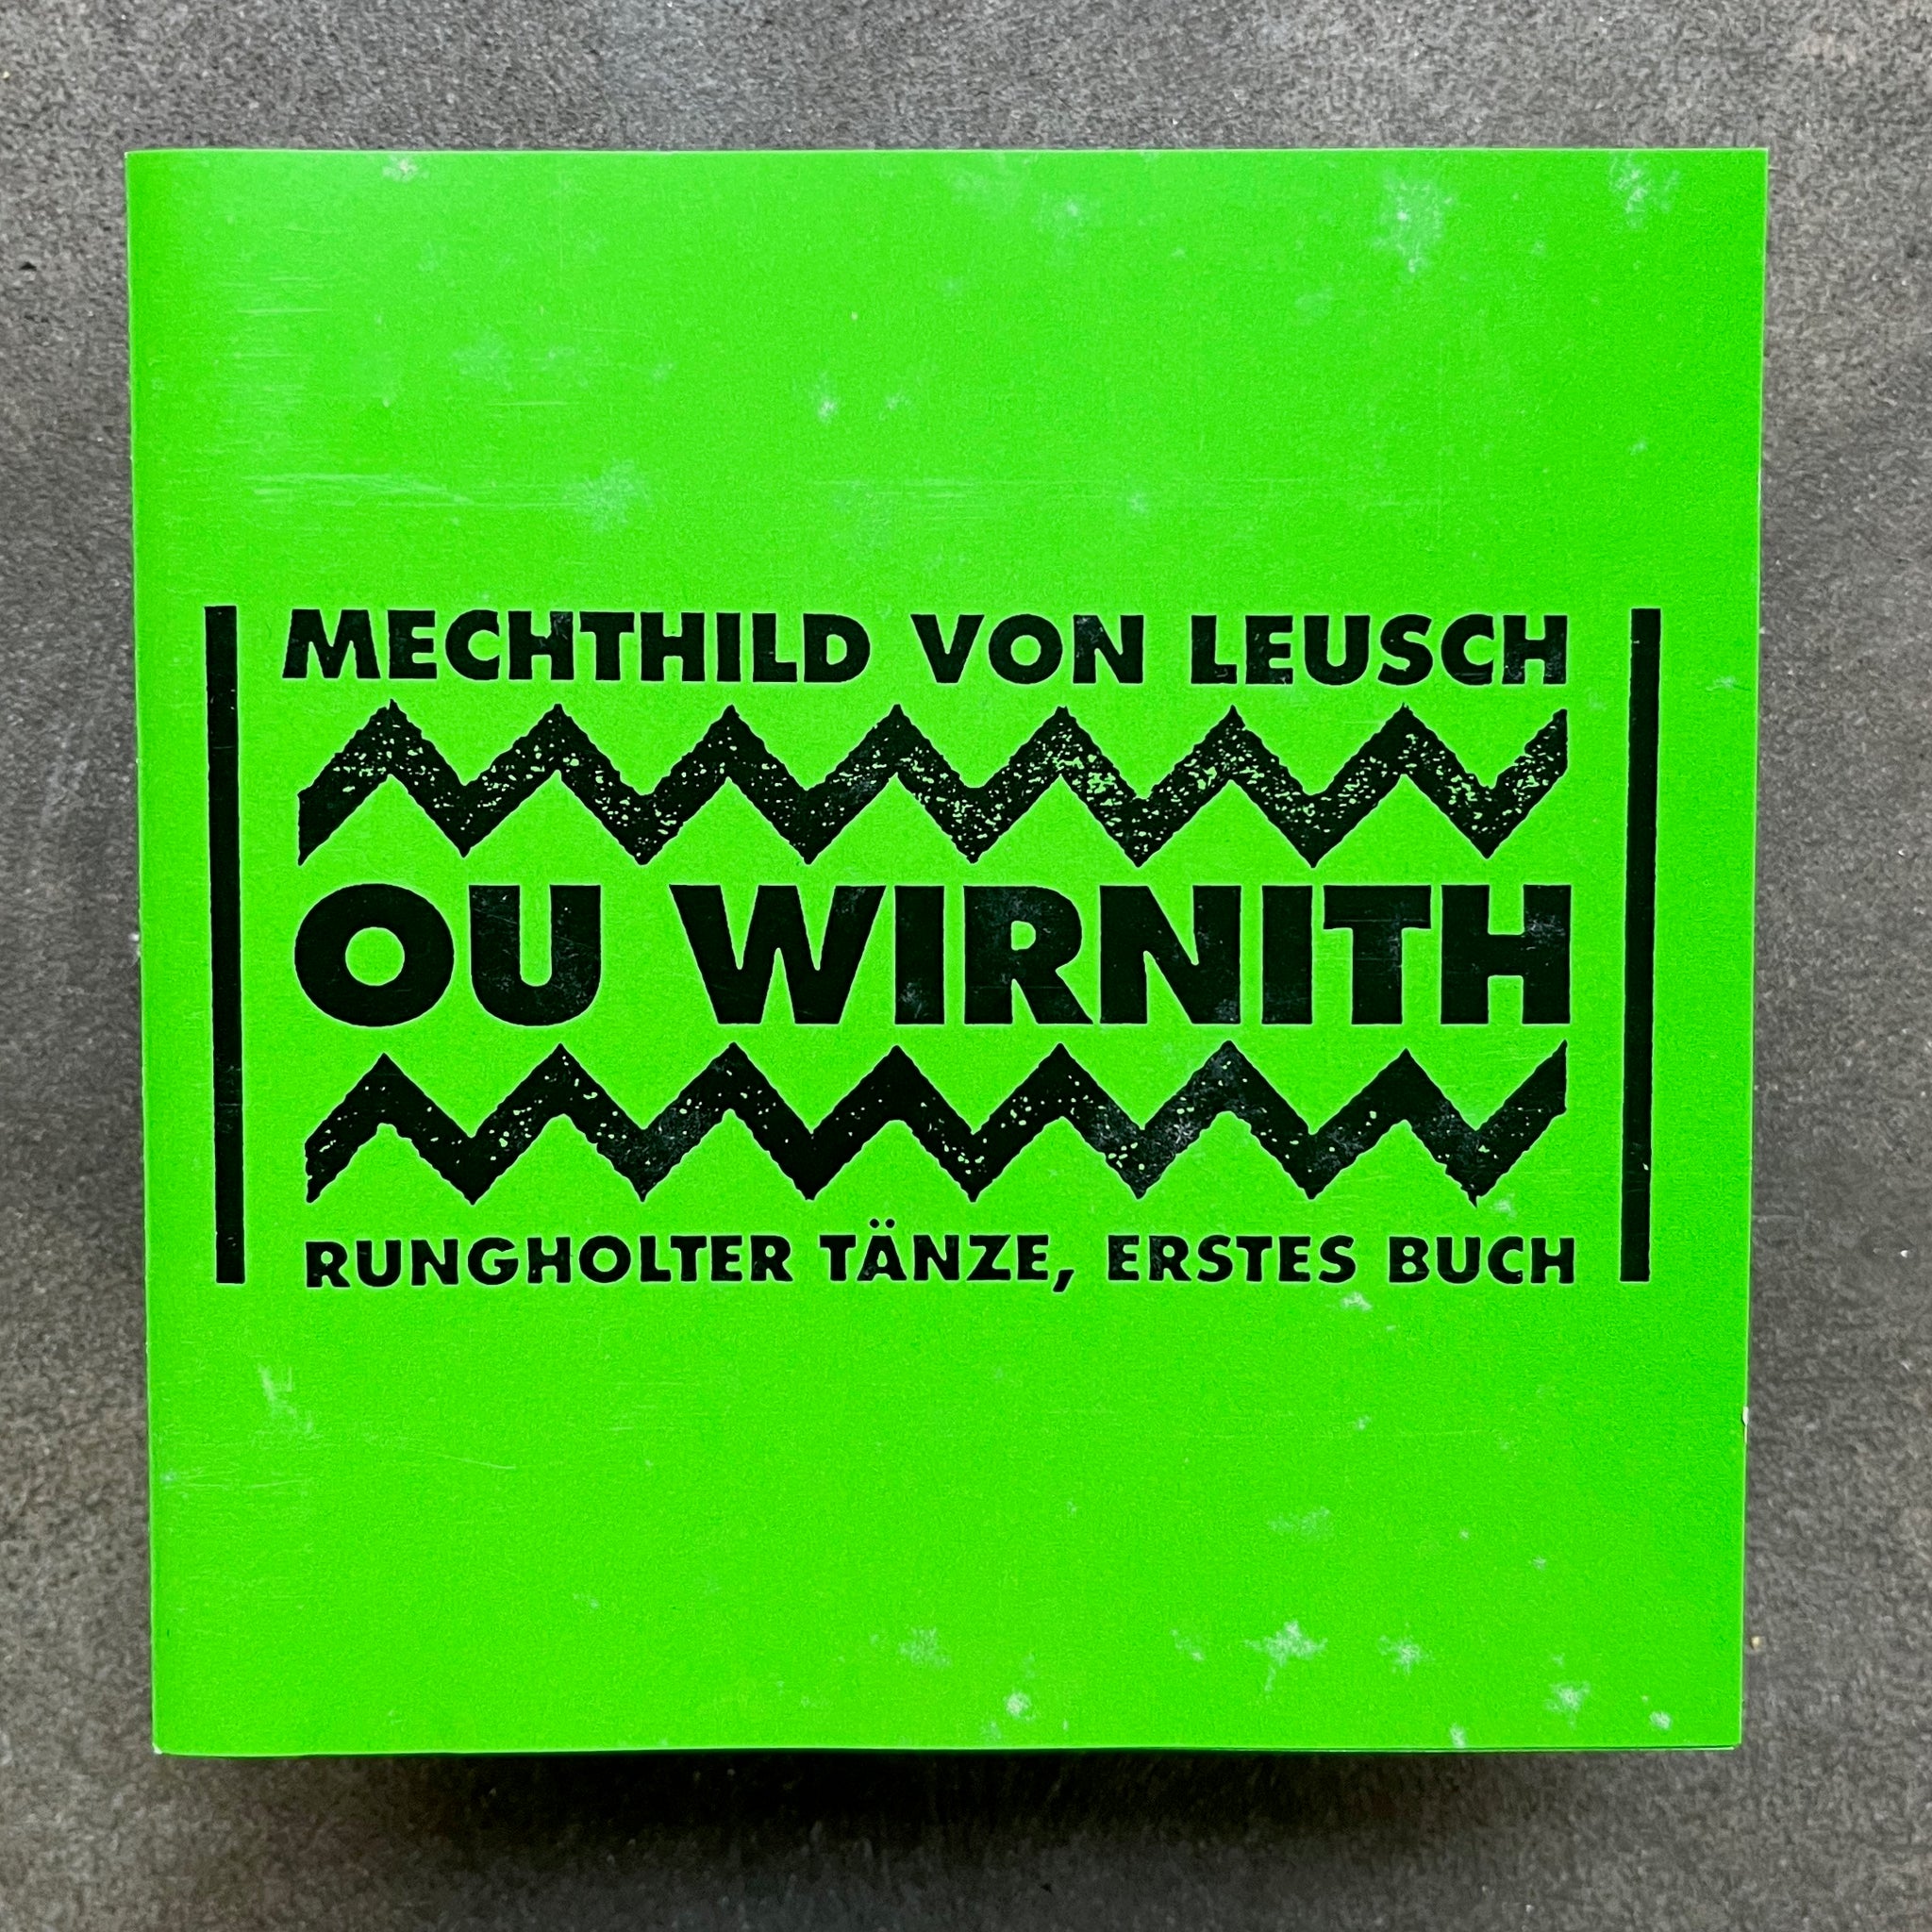 MECHTHILD VON LEUSCH
OU WIRNITH
RUNGHOLTER TÄNZE, ERSTES BUCH